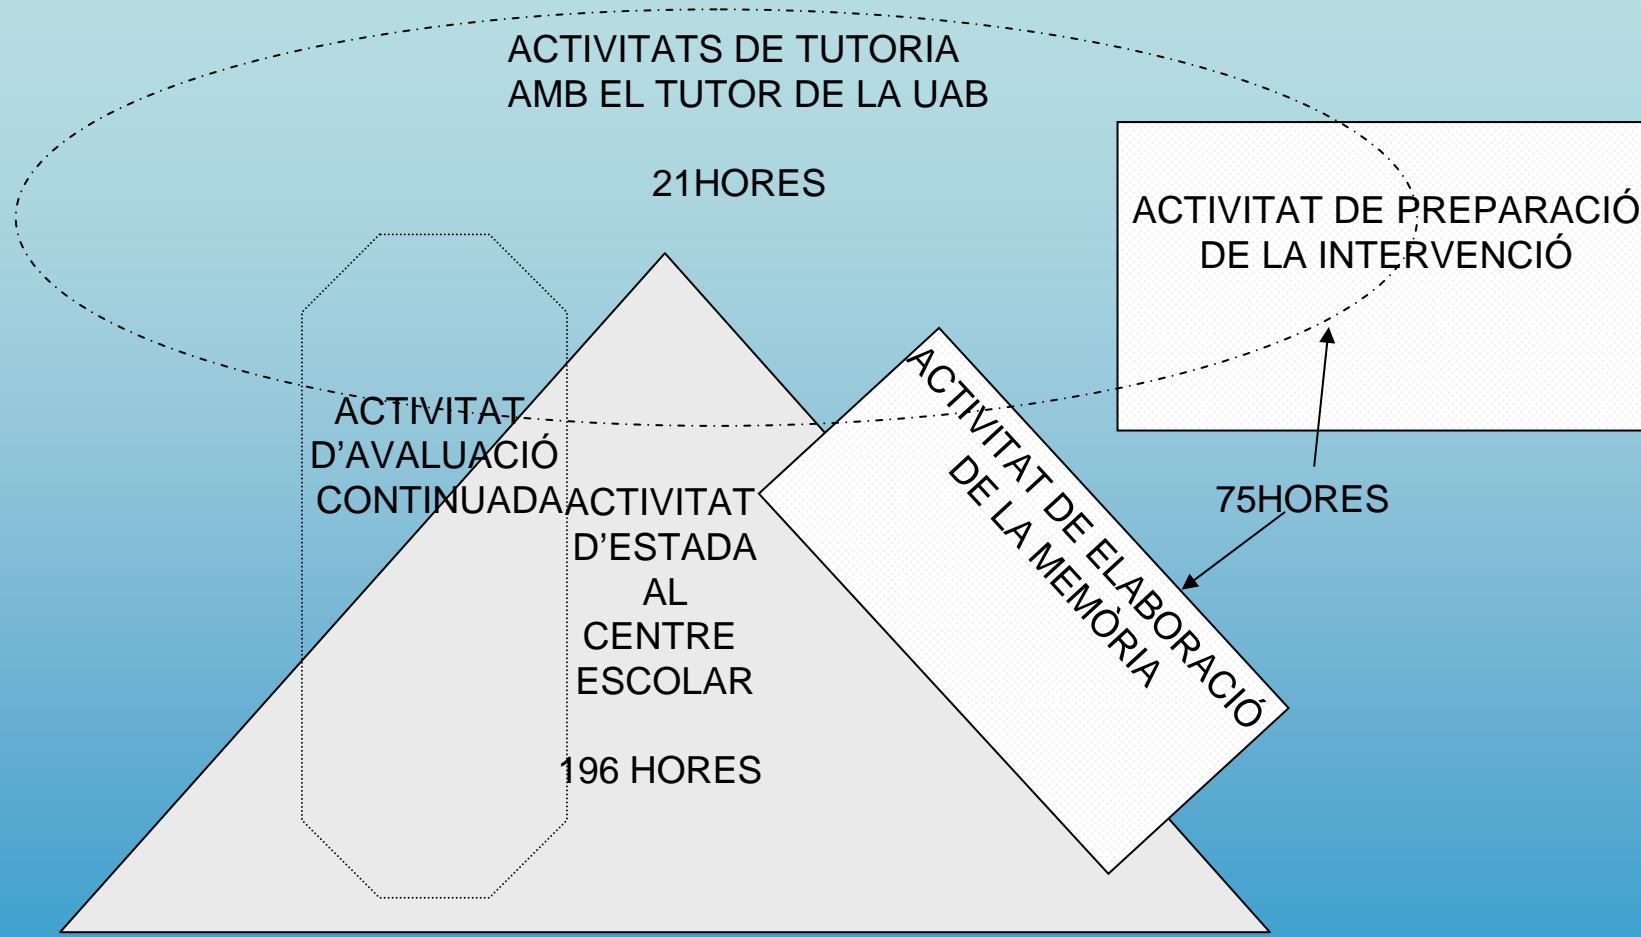 ACTIVITATS DE TUTORIA
AMB EL TUTOR DE LA UAB
21HORES
ACTIVITAT DE PREPARACIÓ
DE LA INTERVENCIÓ
ACTIVITAT
D'AVALUACIÓ
CONTINUADA
ACTIVITAT
D'ESTADA
AL
CENTRE
ESCOLAR
196 HORES
ACTIVITAT DE ELABORACIÓ
DE LA MEMÒRIA
75HORES